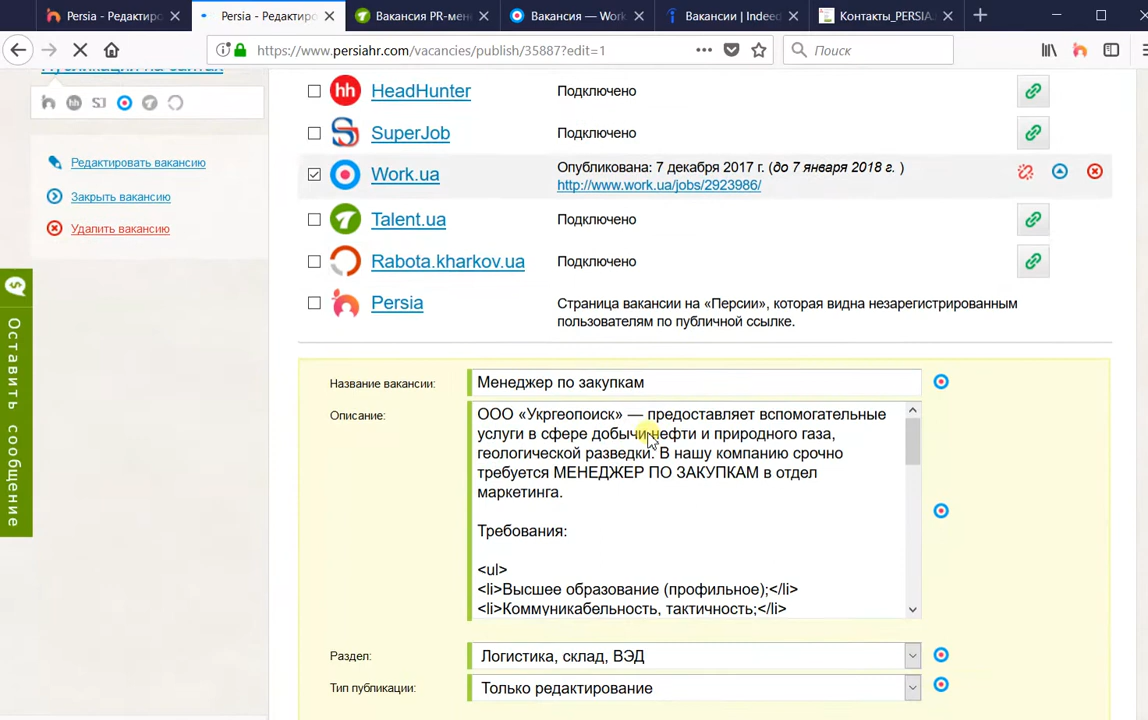 Persia - Редактиро
Persia - Редактиро
Вакансия PR-мен
Вакансия — Work
Вакансии | Indeed
Контакты_PERSIA.
https://www.persiahr.com/vacancies/publish/35887?edit=1
Поиск
hh SJ
Редактировать вакансию
Закрыть вакансию
Удалить вакансию
Оставить сообщение
hh HeadHunter Подключено
SuperJob Подключено
Work.ua Опубликована: 7 декабря 2017 г. (до 7 января 2018 г. )
http://www.work.ua/jobs/2923986/
Talent.ua Подключено
Rabota.kharkov.ua Подключено
Persia Страница вакансии на «Персии», которая видна незарегистрированным
пользователям по публичной ссылке.
Название вакансии: Менеджер по закупкам
Описание: ООО «Укргеопоиск» — предоставляет вспомогательные
услуги в сфере добычи нефти и природного газа,
геологической разведки. В нашу компанию срочно
требуется МЕНЕДЖЕР ПО ЗАКУПКАМ в отдел
маркетинга.
Требования:
<ul>
<li>Высшее образование (профильное);</li>
<li>Коммуникабельность, тактичность;</li>
Раздел: Логистика, склад, ВЭД
Тип публикации: Только редактирование